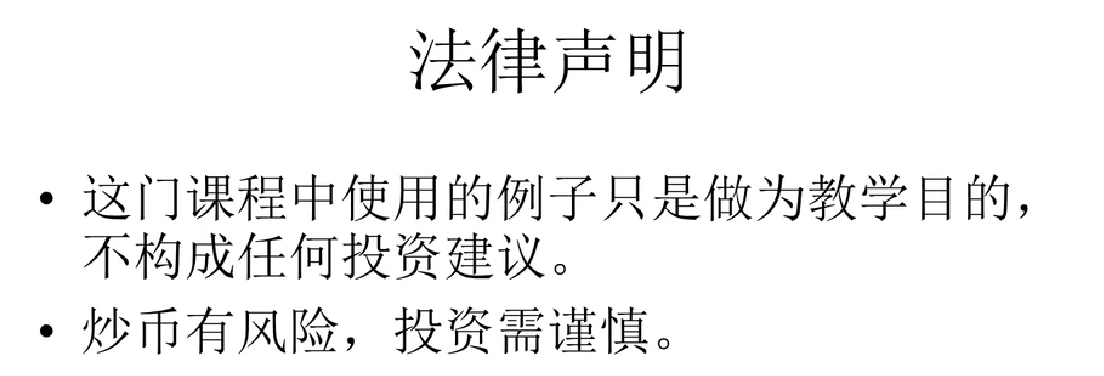 法律声明
• 这门课程中使用的例子只是做为教学目的，
不构成任何投资建议。
• 炒币有风险，投资需谨慎。